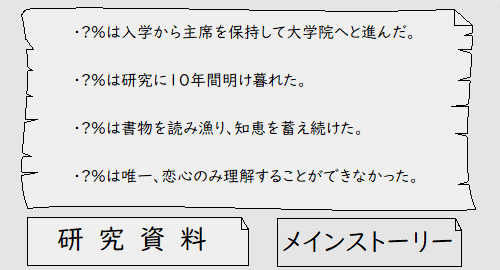 ・?%は入学から主席を保持して大学院へと進んだ。
・?%は研究に10年間明け暮れた。
・?%は書物を読み漁り、知恵を蓄え続けた。
・?%は唯一、恋心のみ理解することができなかった。
研究資料
メインストーリー